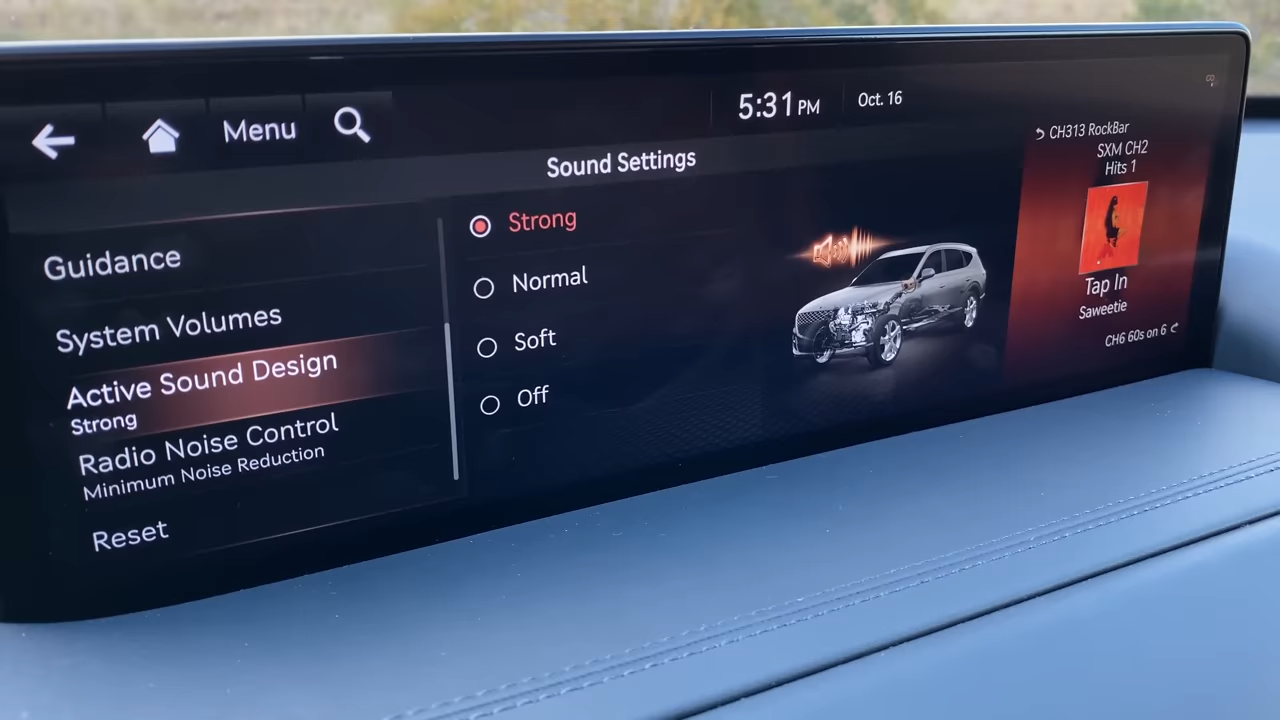 Menu
5:31 PM
Oct. 16
Sound Settings
Guidance
System Volumes
Active Sound Design
Strong
Radio Noise Control
Minimum Noise Reduction
Reset
Strong
Normal
Soft
Off
CH313 RockBar
SXM CH2
Hits 1
Tap In
Saweetie
CH6 60s on 6